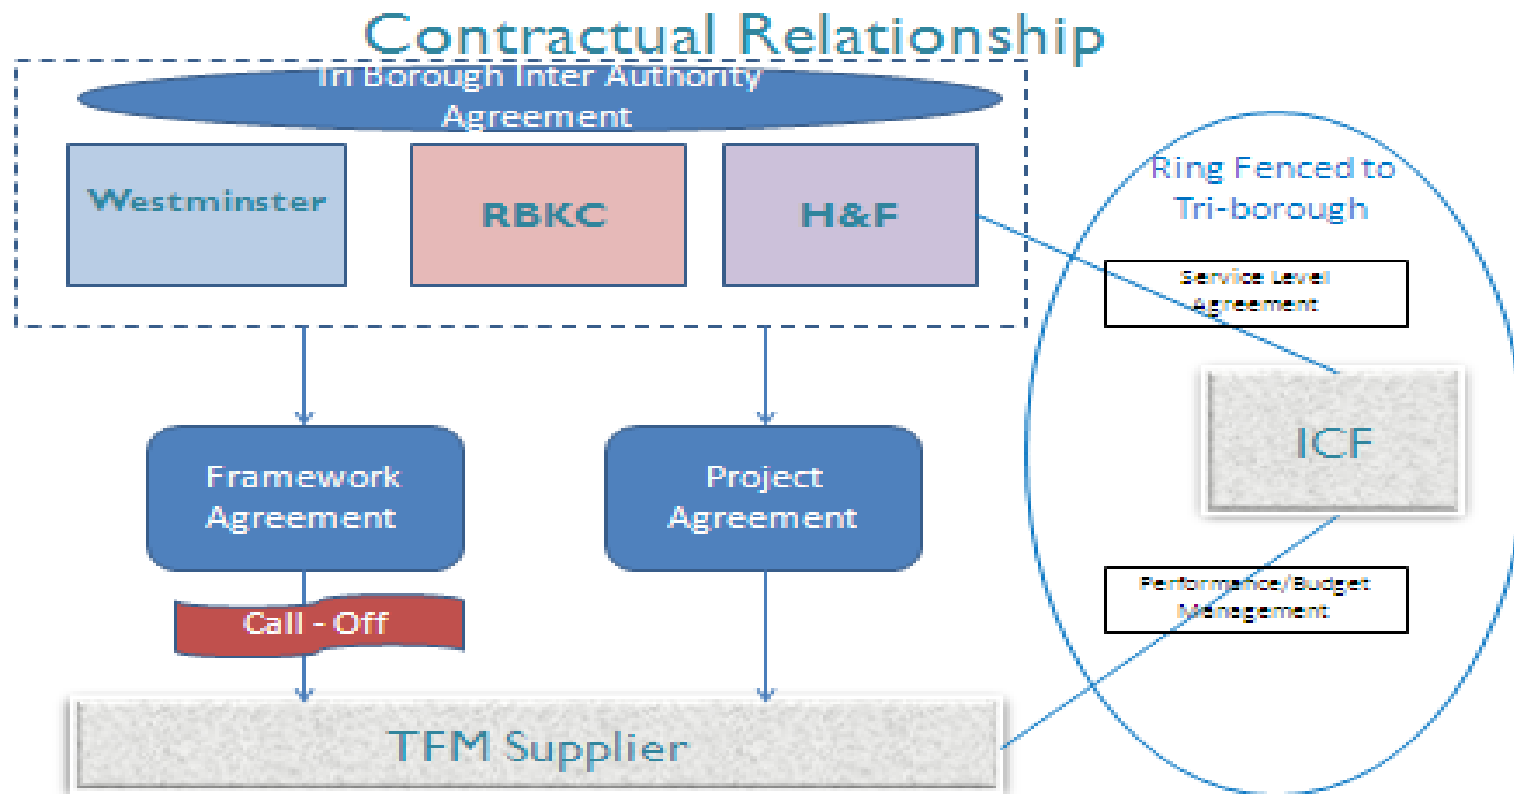 Contractual Relationship
Tri Borough Inter Authority
Agreement
Westminster
RBKC
H&F
Ring Fenced to
Tri-borough
Service Level
Agreement
ICF
Framework
Agreement
Project
Agreement
Performance/Budget
Management
Call - Off
TFM Supplier